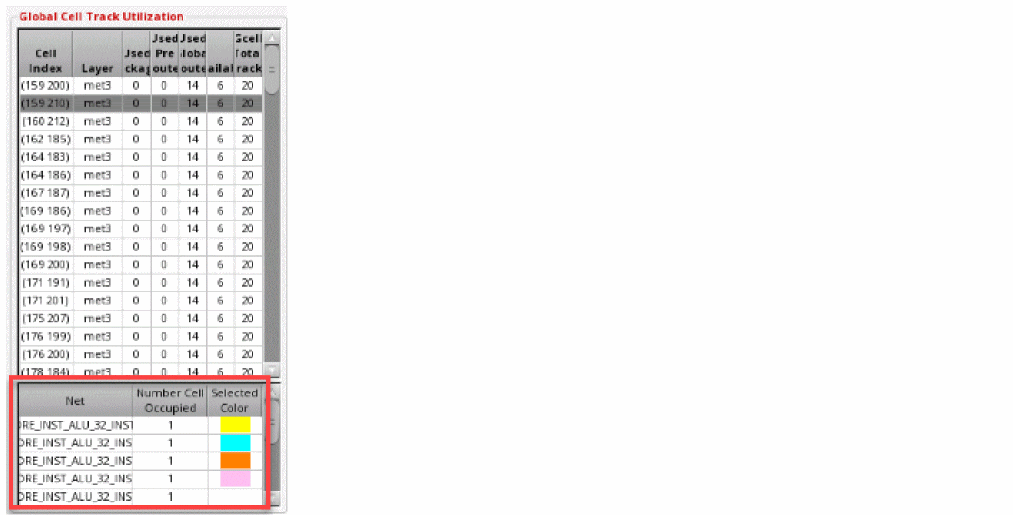 Global Cell Track Utilization
Jsed Jsed Scell
Cell Jsed Pre loba Tota
Index Layer ckag oute oute ailal rack
(159 200) met3 0 0 14 6 20
(159 210) met3 0 0 14 6 20
(160 212) met3 0 0 14 6 20
(162 185) met3 0 0 14 6 20
(164 183) met3 0 0 14 6 20
(164 186) met3 0 0 14 6 20
(167 187) met3 0 0 14 6 20
(169 186) met3 0 0 14 6 20
(169 197) met3 0 0 14 6 20
(169 198) met3 0 0 14 6 20
(169 200) met3 0 0 14 6 20
(171 191) met3 0 0 14 6 20
(171 201) met3 0 0 14 6 20
(175 207) met3 0 0 14 6 20
(176 199) met3 0 0 14 6 20
(176 200) met3 0 0 14 6 20
(178 184) met3 0 0 14 6 20
Net Number Cell Occupied Selected Color
ORE_INST_ALU_32_INST 1
ORE_INST_ALU_32_INS 1
ORE_INST_ALU_32_INS 1
ORE_INST_ALU_32_INS 1
ORE_INST_ALU_32_INS 1